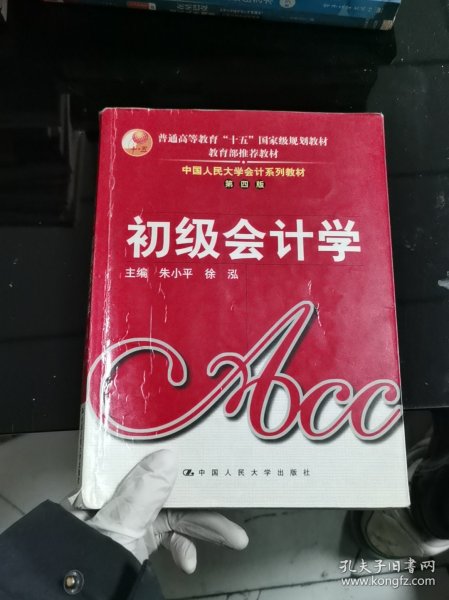 普通高等教育“十五”国家级规划教材
教育部推荐教材
中国人民大学会计系列教材
第四版
初级会计学
主编 朱小平 徐泓
Acc
中国人民大学出版社
孔夫子旧书网
www.kongfz.com